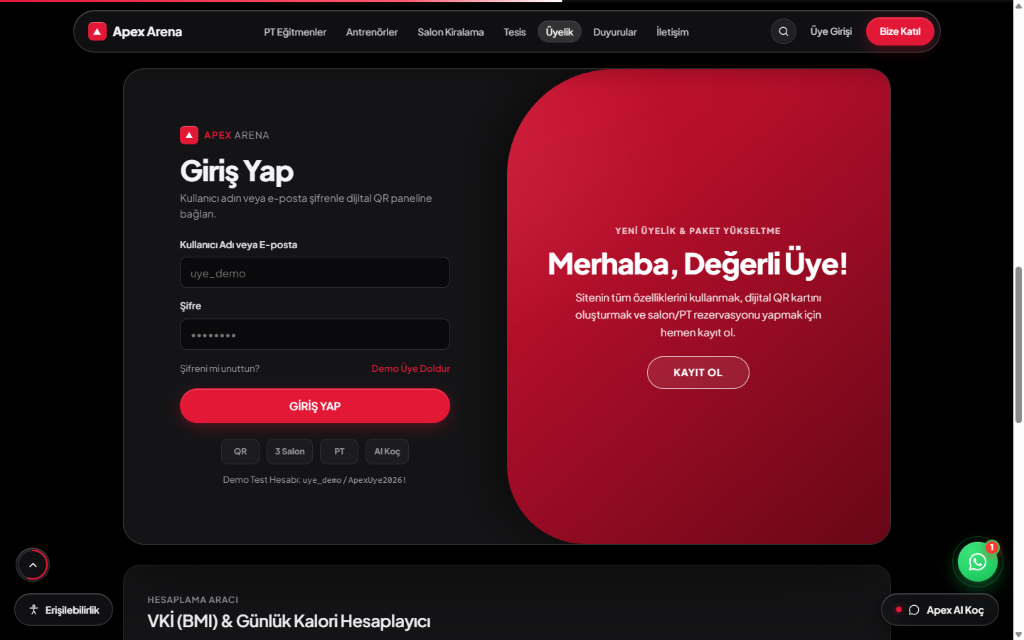 Apex Arena
PT Eğitmenler
Antrenörler
Salon Kiralama
Tesis
Üyelik
Duyurular
İletişim
Üye Girişi
Bize Katıl
APEX ARENA
Giriş Yap
Kullanıcı adın veya e-posta şifrenle dijital QR paneline
bağlan.
Kullanıcı Adı veya E-posta
uye_demo
Şifre
Şifreni mi unuttun?
Demo Üye Doldur
GİRİŞ YAP
QR
3 Salon
PT
AI Koç
Demo Test Hesabı: uye_demo / ApexUye2026!
YENİ ÜYELİK & PAKET YÜKSELTME
Merhaba, Değerli Üye!
Sitenin tüm özelliklerini kullanmak, dijital QR kartını
oluşturmak ve salon/PT rezervasyonu yapmak için
hemen kayıt ol.
KAYIT OL
1
Erişilebilirlik
Apex AI Koç
HESAPLAMA ARACI
VKİ (BMI) & Günlük Kalori Hesaplayıcı